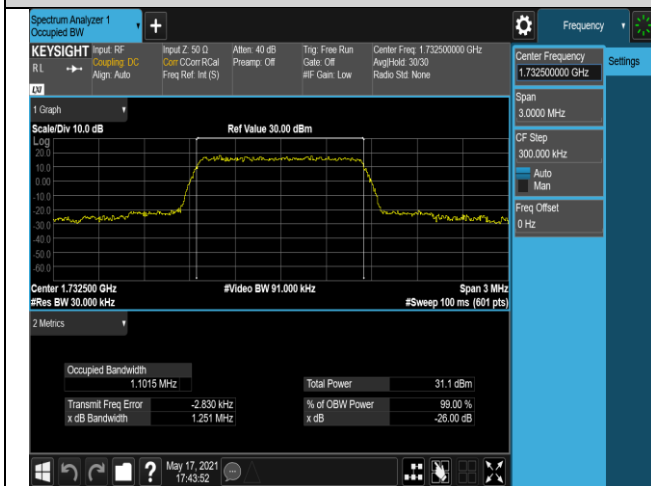 Spectrum Analyzer 1
Occupied BW
+
Frequency
KEYSIGHT
RL
LXI
Input: RF
Coupling: DC
Align: Auto
Input Z: 50 Ω
Corr CCorr RCal
Freq Ref: Int (S)
Atten: 40 dB
Preamp: Off
Trig: Free Run
Gate: Off
#IF Gain: Low
Center Freq: 1.732500000 GHz
Avg|Hold: 30/30
Radio Std: None
Center Frequency
1.732500000 GHz
Settings
Span
3.0000 MHz
CF Step
300.000 kHz
Auto
Man
Freq Offset
0 Hz
1 Graph
Scale/Div 10.0 dB
Ref Value 30.00 dBm
Log
20.0
10.0
0.00
-10.0
-20.0
-30.0
-40.0
-50.0
-60.0
Center 1.732500 GHz
#Video BW 91.000 kHz
Span 3 MHz
#Res BW 30.000 kHz
#Sweep 100 ms (601 pts)
2 Metrics
Occupied Bandwidth
1.1015 MHz
Total Power 31.1 dBm
Transmit Freq Error -2.830 kHz
% of OBW Power 99.00 %
x dB Bandwidth 1.251 MHz
x dB -26.00 dB
?
May 17, 2021
17:43:52